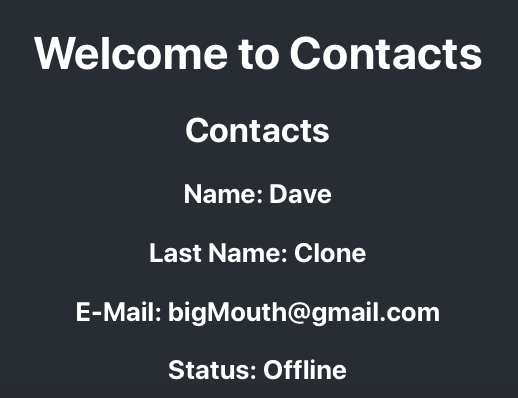 Welcome to Contacts
Contacts
Name: Dave
Last Name: Clone
E-Mail: bigMouth@gmail.com
Status: Offline